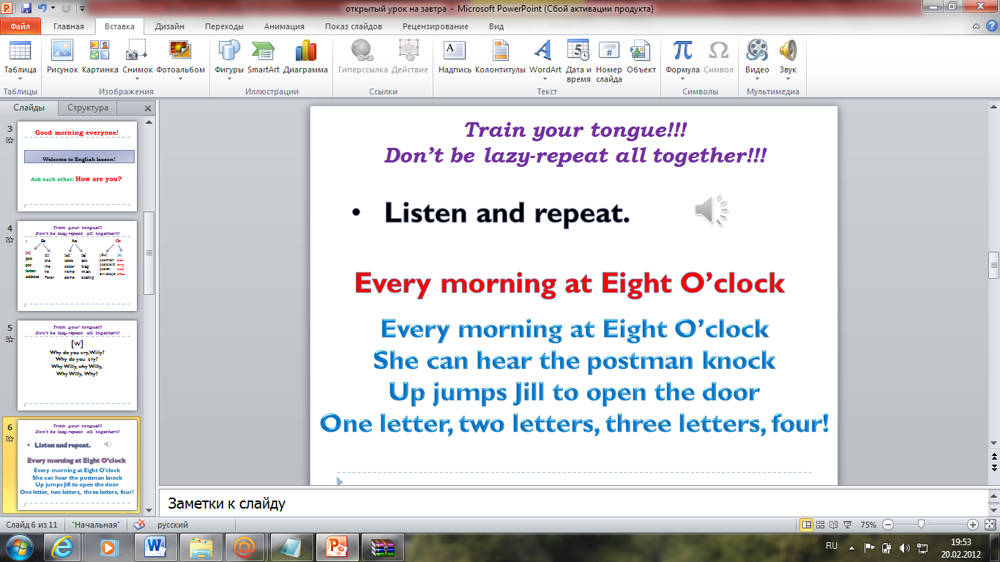 открытый урок на завтра - Microsoft PowerPoint (Сбой активации продукта)
Файл Главная Вставка Дизайн Переходы Анимация Показ слайдов Рецензирование Вид
Таблица Рисунок Картинка Снимок Фотоальбом Фигуры SmartArt Диаграмма Гиперссылка Действие Надпись Колонтитулы WordArt Дата и время Номер слайда Объект Формула Символ Видео Звук
Таблицы Изображения Иллюстрации Ссылки Текст Символы Мультимедиа
Слайды Структура
3
Good morning everyone!
Welcome to English lesson!
Ask each other: How are you?
4
Train your tongue!!!
Don't be lazy-repeat all together!!!
Ee Aa Oo
[e]
pen
pet
letter
address
she
me
he
Peter
table
name
game
am
bag
man
stamp
postman
postcard
poster
envelope
5
Train your tongue!!!
Don't be lazy-repeat all together!!!
[w]
Why do you cry,Willy?
Why do you cry?
Why Willy, why Willy,
Why Willy, Why?
6
Train your tongue!!!
Don't be lazy-repeat all together!!!
• Listen and repeat.
Every morning at Eight O'clock
Every morning at Eight O'clock
She can hear the postman knock
Up jumps Jill to open the door
One letter, two letters, three letters, four!
Train your tongue!!!
Don't be lazy-repeat all together!!!
• Listen and repeat.
Every morning at Eight O'clock
Every morning at Eight O'clock
She can hear the postman knock
Up jumps Jill to open the door
One letter, two letters, three letters, four!
Заметки к слайду
Слайд 6 из 11 "Начальная" русский 75%
RU 19:53
20.02.2012